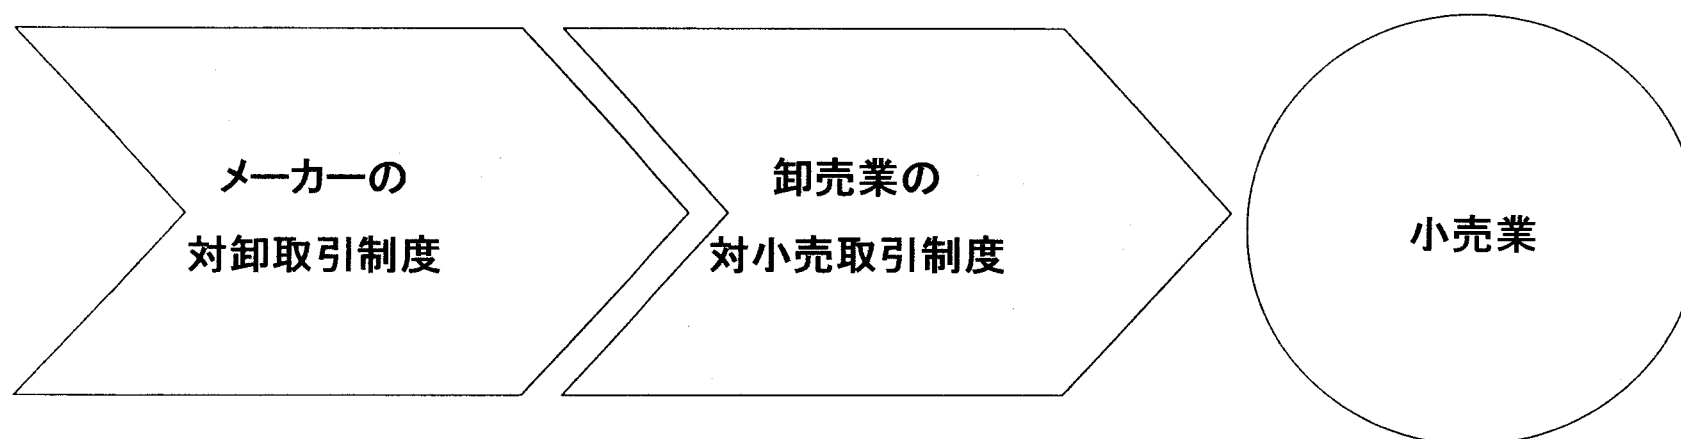 メーカーの
対卸取引制度
卸売業の
対小売取引制度
小売業